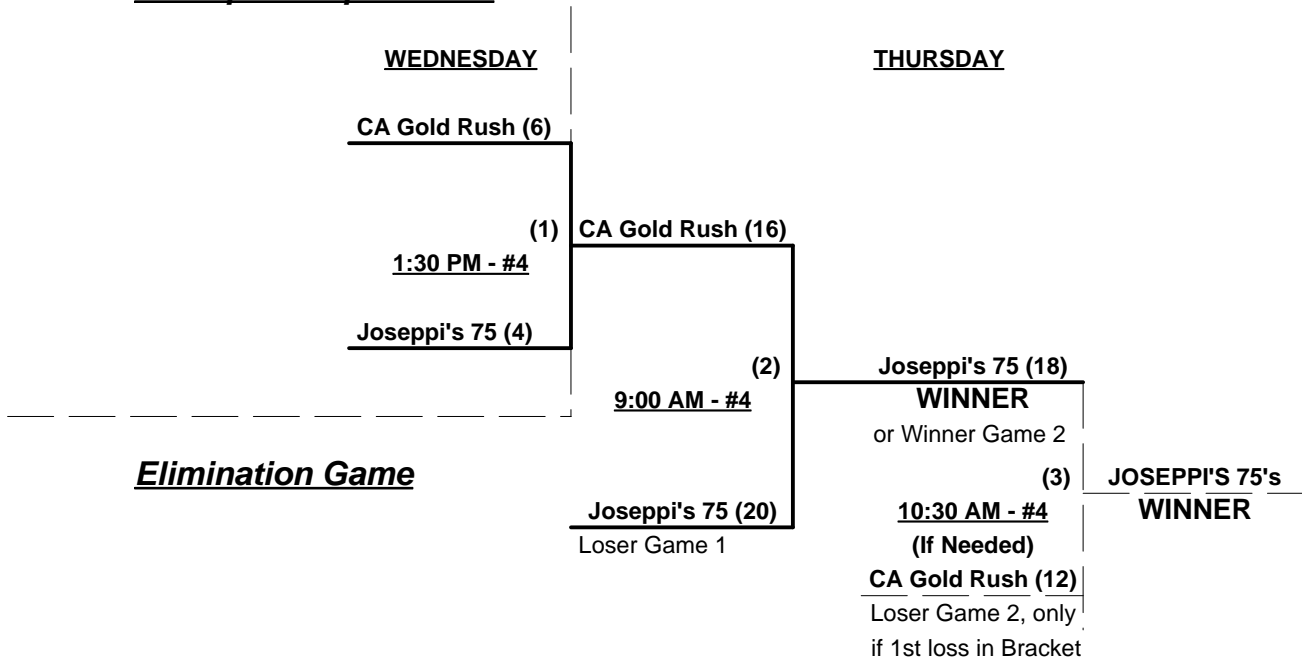 WEDNESDAY
THURSDAY
CA Gold Rush (6)
(1)
CA Gold Rush (16)
1:30 PM - #4
Joseppi's 75 (4)
(2)
Joseppi's 75 (18)
9:00 AM - #4
WINNER
or Winner Game 2
Elimination Game
(3)
JOSEPPI'S 75's
Joseppi's 75 (20)
10:30 AM - #4
WINNER
Loser Game 1
(If Needed)
CA Gold Rush (12)
Loser Game 2, only
if 1st loss in Bracket